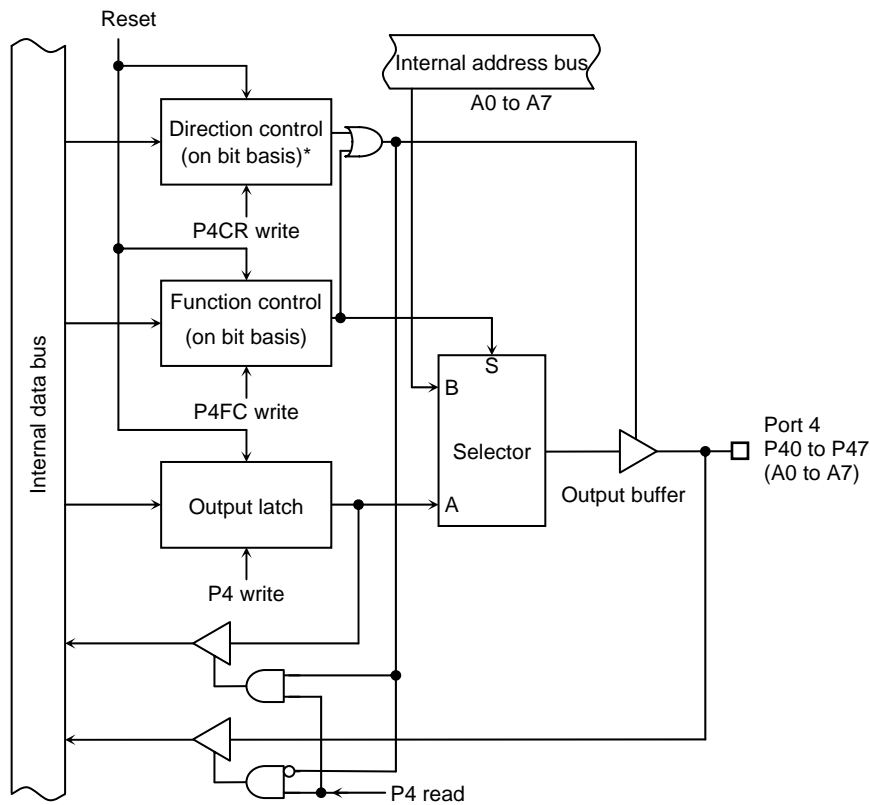 Reset
Internal address bus
A0 to A7
Direction control
(on bit basis)*
P4CR write
Function control
(on bit basis)
S
B
P4FC write
Internal data bus
Selector
Port 4
P40 to P47
(A0 to A7)
Output buffer
Output latch
A
P4 write
P4 read